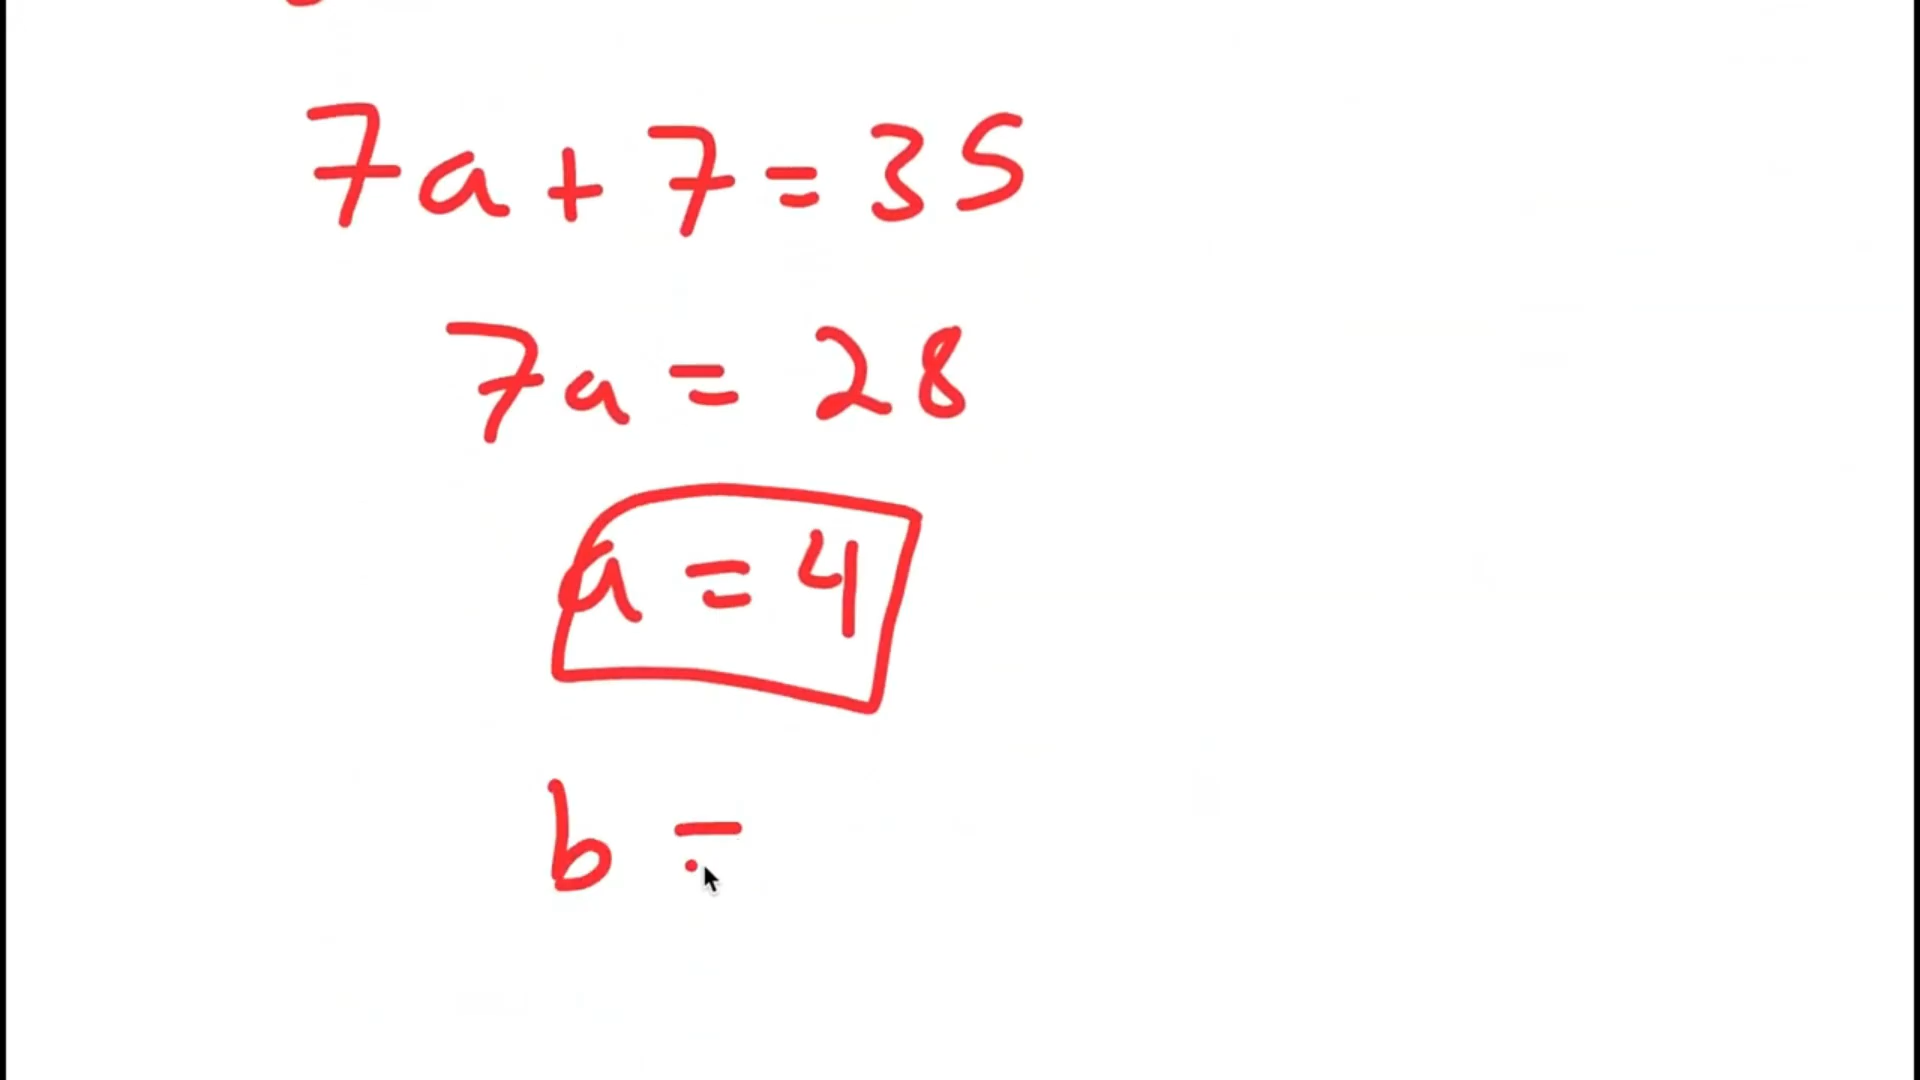 7a + 7 = 35
7a = 28
a = 4
b =